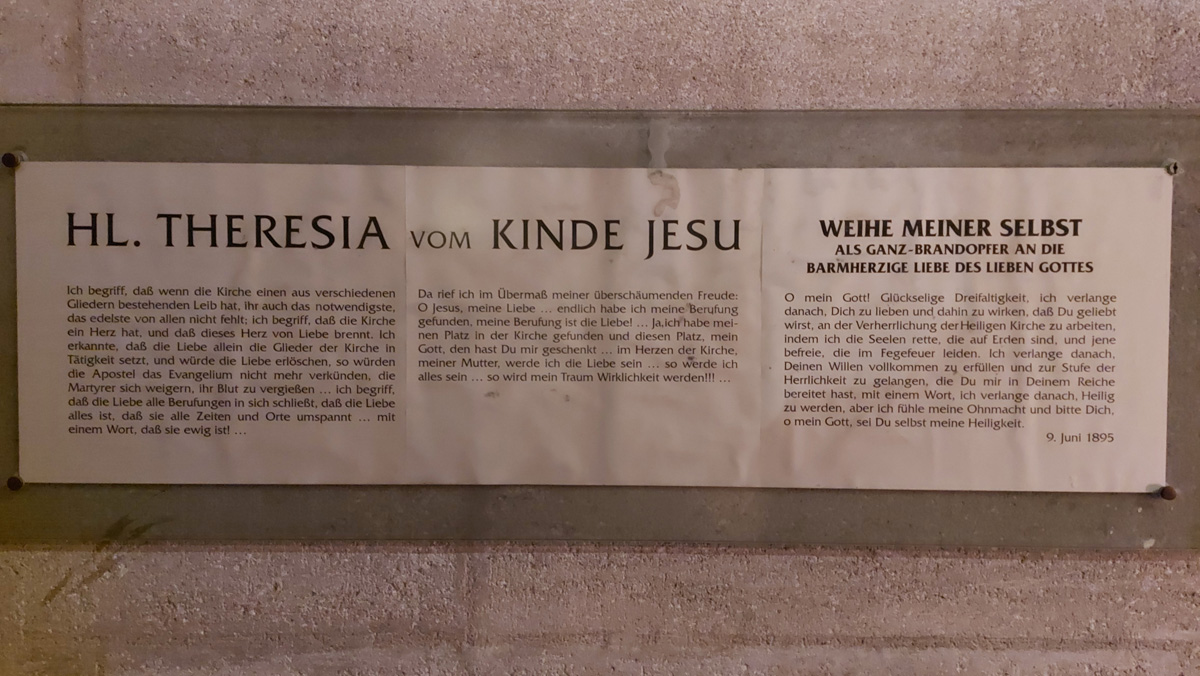 HL. THERESIA VOM KINDE JESU
Ich begriff, daß wenn die Kirche einen aus verschiedenen
Gliedern bestehenden Leib hat, ihr auch das notwendigste,
das edelste von allen nicht fehlt; ich begriff, daß die Kirche
ein Herz hat, und daß dieses Herz von Liebe brennt. Ich
erkannte, daß die Liebe allein die Glieder der Kirche in
Tätigkeit setzt, und würde die Liebe erlöschen, so würden
die Apostel das Evangelium nicht mehr verkünden, die
Martyrer sich weigern, ihr Blut zu vergießen ... ich begriff,
daß die Liebe alle Berufungen in sich schließt, daß die Liebe
alles ist, daß sie alle Zeiten und Orte umspannt ... mit
einem Wort, daß sie ewig ist! ...
Da rief ich im Übermaß meiner überschäumenden Freude:
O Jesus, meine Liebe ... endlich habe ich meine Berufung
gefunden, meine Berufung ist die Liebe! ... Ja,ich habe mei-
nen Platz in der Kirche gefunden und diesen Platz, mein
Gott, den hast Du mir geschenkt ... im Herzen der Kirche,
meiner Mutter, werde ich die Liebe sein ... so werde ich
alles sein ... so wird mein Traum Wirklichkeit werden!!! ...
WEIHE MEINER SELBST
ALS GANZ-BRANDOPFER AN DIE
BARMHERZIGE LIEBE DES LIEBEN GOTTES
O mein Gott! Glückselige Dreifaltigkeit, ich verlange
danach, Dich zu lieben und dahin zu wirken, daß Du geliebt
wirst, an der Verherrlichung der Heiligen Kirche zu arbeiten,
indem ich die Seelen rette, die auf Erden sind, und jene
befreie, die im Fegefeuer leiden. Ich verlange danach,
Deinen Willen vollkommen zu erfüllen und zur Stufe der
Herrlichkeit zu gelangen, die Du mir in Deinem Reiche
bereitet hast, mit einem Wort, ich verlange danach, Heilig
zu werden, aber ich fühle meine Ohnmacht und bitte Dich,
o mein Gott, sei Du selbst meine Heiligkeit.
9. Juni 1895